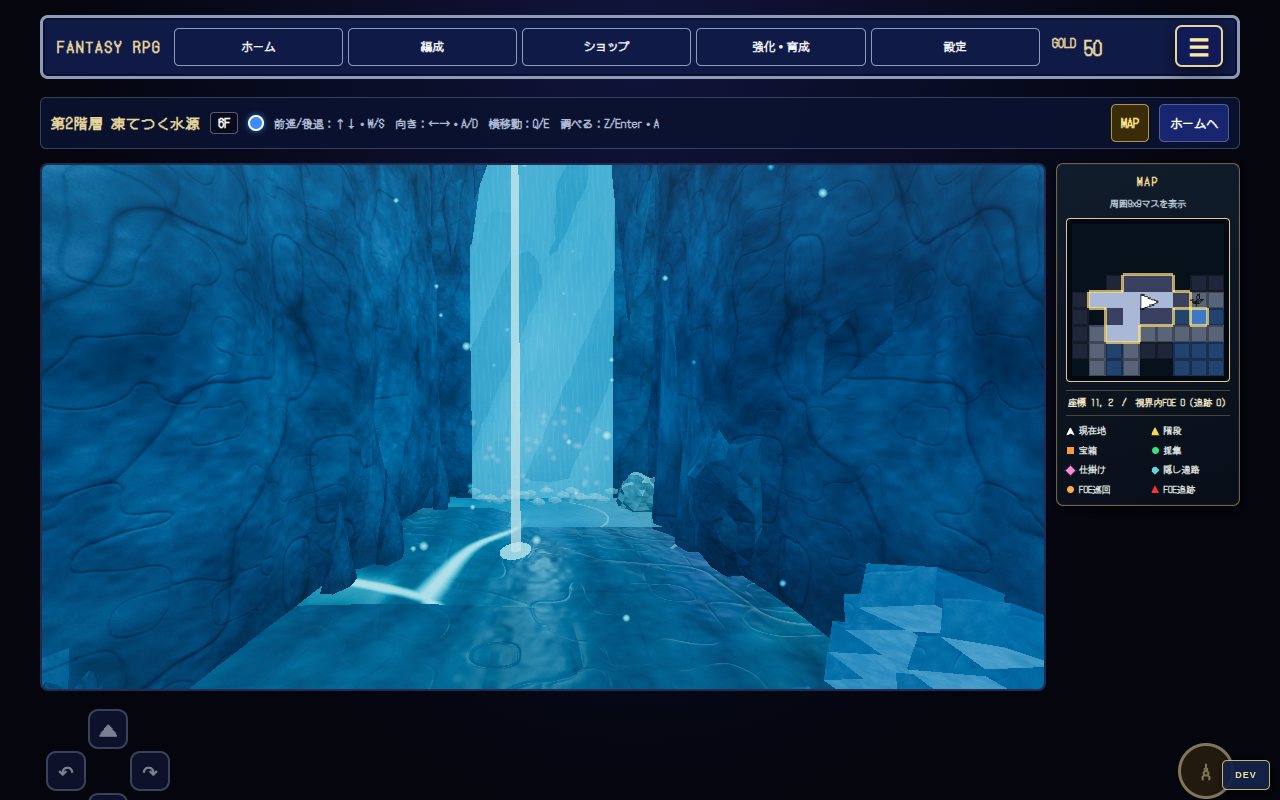 FANTASY RPG
ホーム
編成
ショップ
強化・育成
設定
GOLD 50
第2階層 凍てつく水源
6F
前進/後退：↑↓・W/S 向き：←→・A/D 横移動：Q/E 調べる：Z/Enter・A
MAP
ホームへ
MAP
周囲9x9マスを表示
座標 11, 2 / 視界内FOE 0（追跡 0）
現在地
階段
宝箱
採集
仕掛け
隠し通路
FOE巡回
FOE追跡
A
DEV